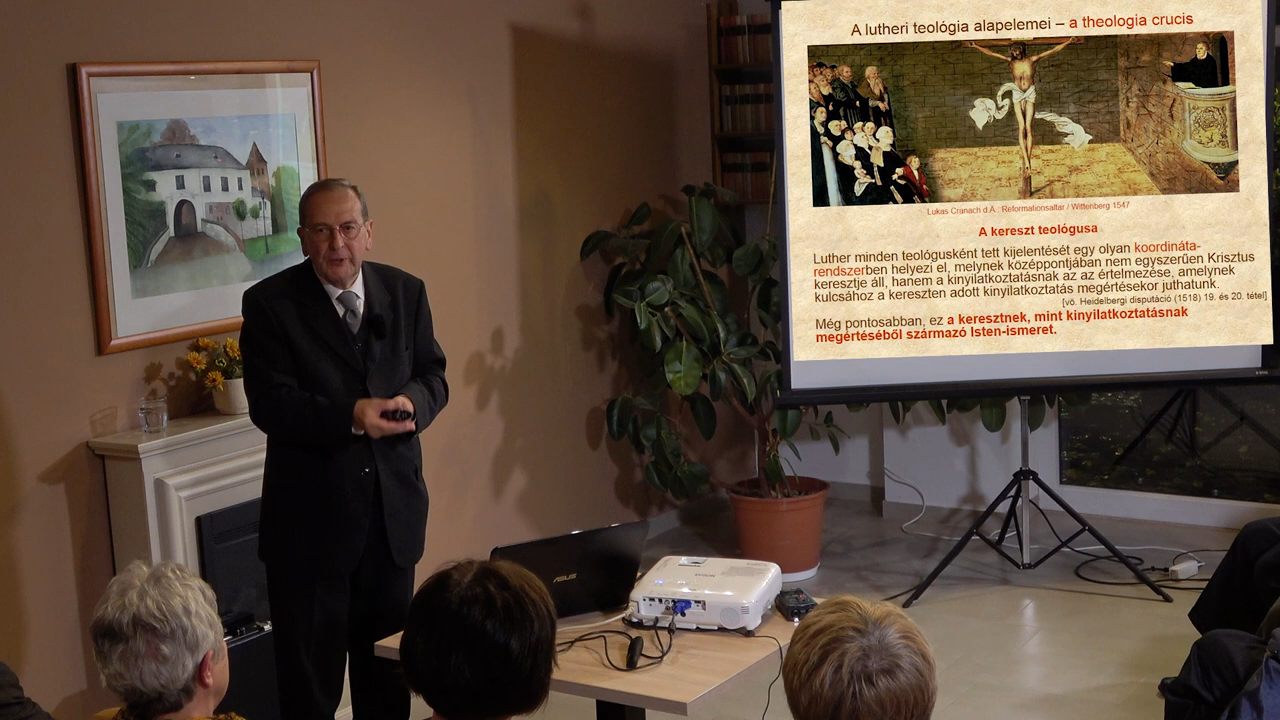 A lutheri teológia alapelemei – a theologia crucis
Lukas Cranach d.Ä.: Reformationsaltar / Wittenberg 1547
A kereszt teológusa
Luther minden teológusként tett kijelentését egy olyan koordináta-
rendszerben helyezi el, melynek középpontjában nem egyszerűen Krisztus
keresztje áll, hanem a kinyilatkoztatásnak az az értelmezése, amelynek
kulcsához a kereszten adott kinyilatkoztatás megértésekor juthatunk.
[vö. Heidelbergi disputáció (1518) 19. és 20. tétel]
Még pontosabban, ez a keresztnek, mint kinyilatkoztatásnak
megértéséből származó Isten-ismeret.
ASUS
EPSON